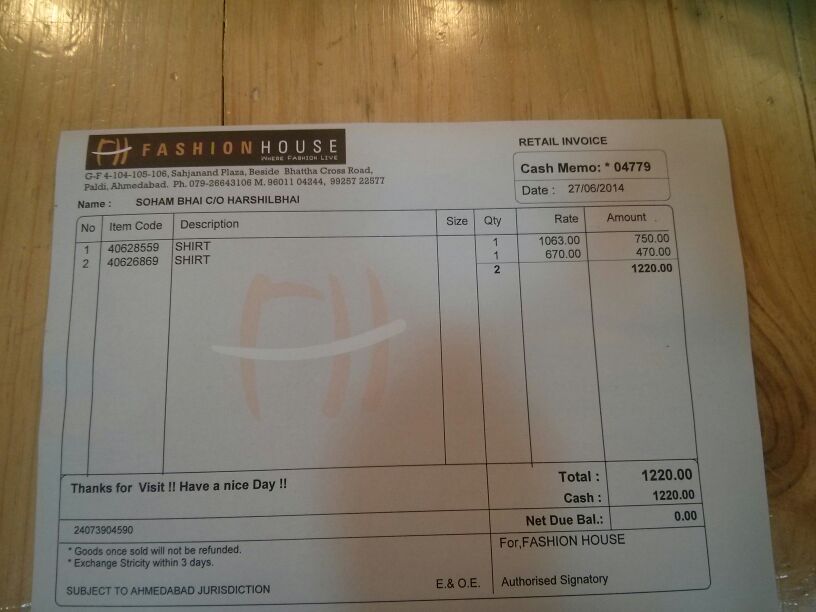 FH FASHION HOUSE
WHERE FASHION LIVE
G-F 4-104-105-106, Sahjanand Plaza, Beside Bhattha Cross Road,
Paldi, Ahmedabad. Ph. 079-26643106 M. 96011 04244, 99257 22577
RETAIL INVOICE
Cash Memo: * 04779
Date : 27/06/2014
Name : SOHAM BHAI C/O HARSHILBHAI
No Item Code Description Size Qty Rate Amount .
1 40628559 SHIRT 1 1063.00 750.00
2 40626869 SHIRT 1 670.00 470.00
2 1220.00
Thanks for Visit !! Have a nice Day !!
Total : 1220.00
Cash : 1220.00
24073904590
Net Due Bal.: 0.00
* Goods once sold will not be refunded.
* Exchange Stricity within 3 days.
For,FASHION HOUSE
SUBJECT TO AHMEDABAD JURISDICTION
E.& O.E.
Authorised Signatory